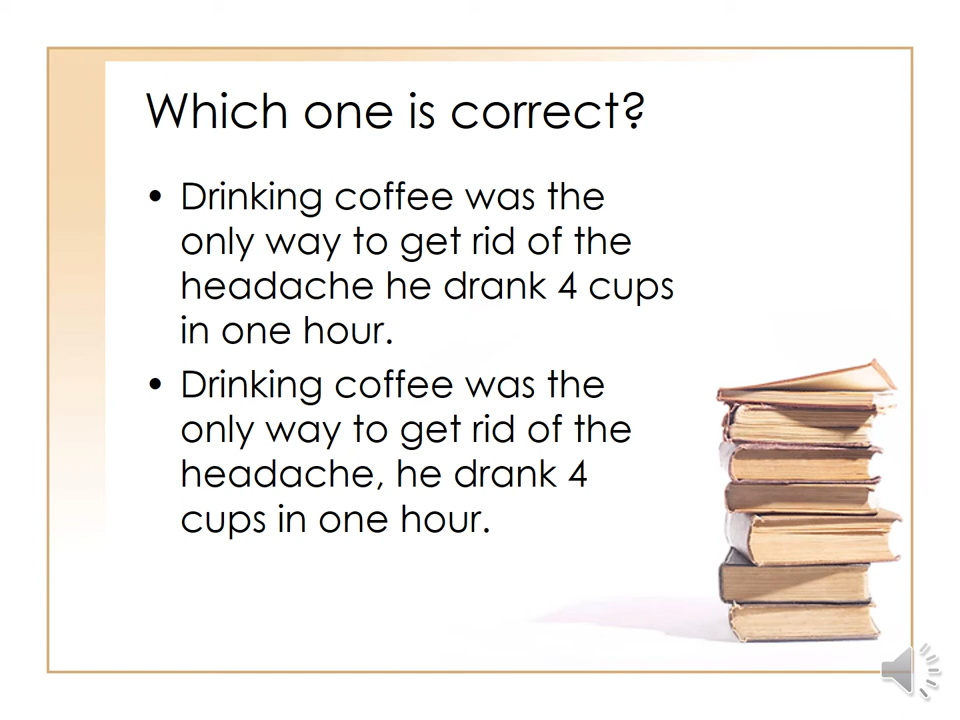 Which one is correct?
• Drinking coffee was the
only way to get rid of the
headache he drank 4 cups
in one hour.
• Drinking coffee was the
only way to get rid of the
headache, he drank 4
cups in one hour.